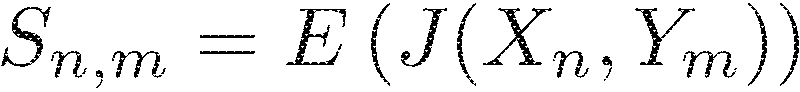 S_{n,m} = E(J(X_n, Y_m))